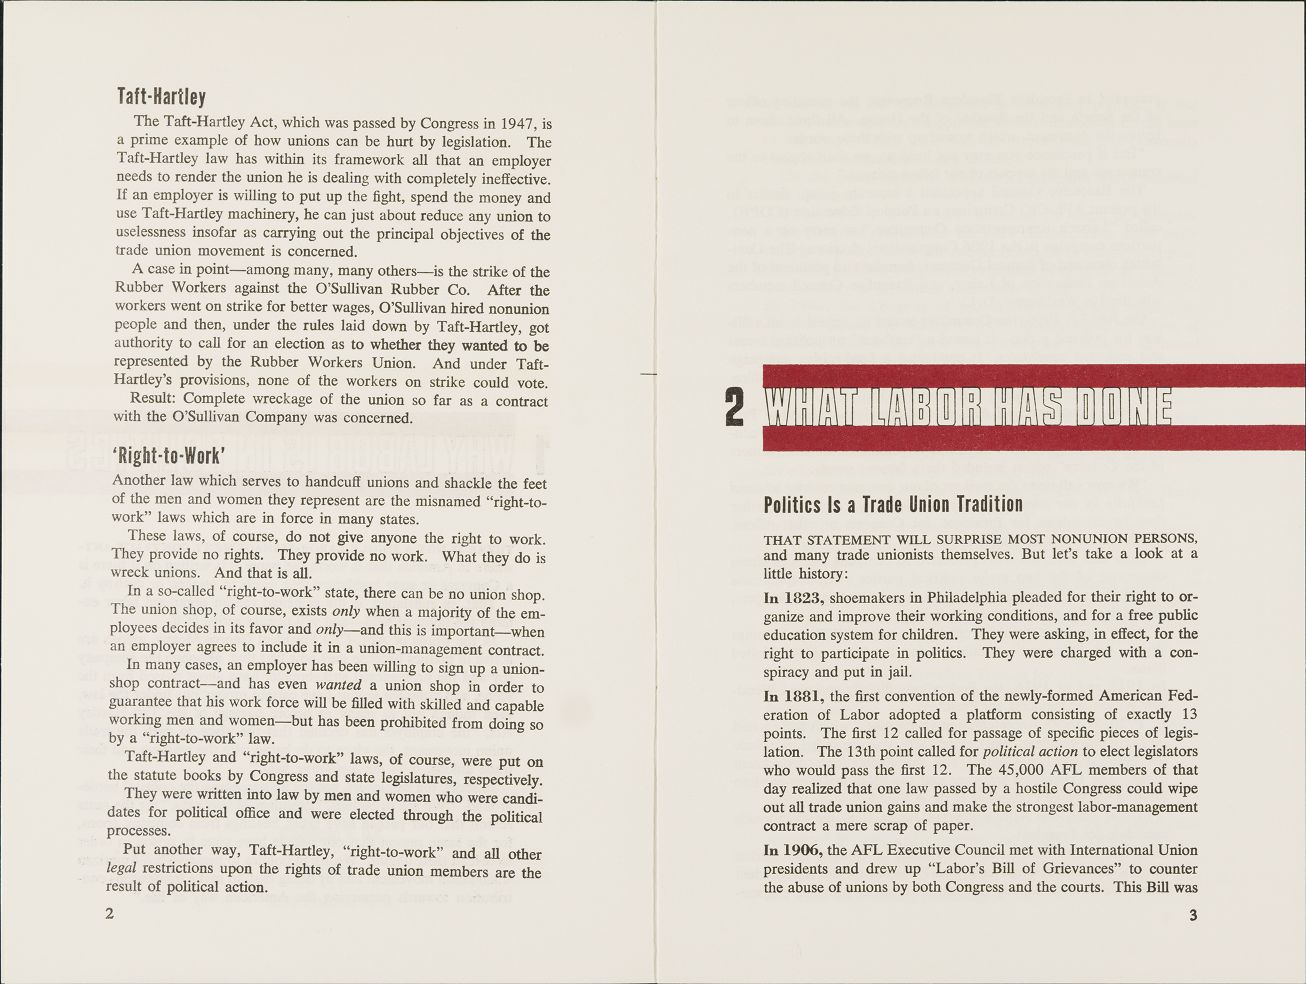 Taft-Hartley
The Taft-Hartley Act, which was passed by Congress in 1947, is
a prime example of how unions can be hurt by legislation. The
Taft-Hartley law has within its framework all that an employer
needs to render the union he is dealing with completely ineffective.
If an employer is willing to put up the fight, spend the money and
use Taft-Hartley machinery, he can just about reduce any union to
uselessness insofar as carrying out the principal objectives of the
trade union movement is concerned.
A case in point—among many, many others—is the strike of the
Rubber Workers against the O'Sullivan Rubber Co. After the
workers went on strike for better wages, O'Sullivan hired nonunion
people and then, under the rules laid down by Taft-Hartley, got
authority to call for an election as to whether they wanted to be
represented by the Rubber Workers Union. And under Taft-
Hartley's provisions, none of the workers on strike could vote.
Result: Complete wreckage of the union so far as a contract
with the O'Sullivan Company was concerned.
'Right-to-Work'
Another law which serves to handcuff unions and shackle the feet
of the men and women they represent are the misnamed "right-to-
work" laws which are in force in many states.
These laws, of course, do not give anyone the right to work.
They provide no rights. They provide no work. What they do is
wreck unions. And that is all.
In a so-called "right-to-work" state, there can be no union shop.
The union shop, of course, exists only when a majority of the em-
ployees decides in its favor and only—and this is important—when
an employer agrees to include it in a union-management contract.
In many cases, an employer has been willing to sign up a union-
shop contract—and has even wanted a union shop in order to
guarantee that his work force will be filled with skilled and capable
working men and women—but has been prohibited from doing so
by a "right-to-work" law.
Taft-Hartley and "right-to-work" laws, of course, were put on
the statute books by Congress and state legislatures, respectively.
They were written into law by men and women who were candi-
dates for political office and were elected through the political
processes.
Put another way, Taft-Hartley, "right-to-work" and all other
legal restrictions upon the rights of trade union members are the
result of political action.
2
2 WHAT LABOR HAS DONE
Politics Is a Trade Union Tradition
THAT STATEMENT WILL SURPRISE MOST NONUNION PERSONS,
and many trade unionists themselves. But let's take a look at a
little history:
In 1823, shoemakers in Philadelphia pleaded for their right to or-
ganize and improve their working conditions, and for a free public
education system for children. They were asking, in effect, for the
right to participate in politics. They were charged with a con-
spiracy and put in jail.
In 1881, the first convention of the newly-formed American Fed-
eration of Labor adopted a platform consisting of exactly 13
points. The first 12 called for passage of specific pieces of legis-
lation. The 13th point called for political action to elect legislators
who would pass the first 12. The 45,000 AFL members of that
day realized that one law passed by a hostile Congress could wipe
out all trade union gains and make the strongest labor-management
contract a mere scrap of paper.
In 1906, the AFL Executive Council met with International Union
presidents and drew up "Labor's Bill of Grievances" to counter
the abuse of unions by both Congress and the courts. This Bill was
3